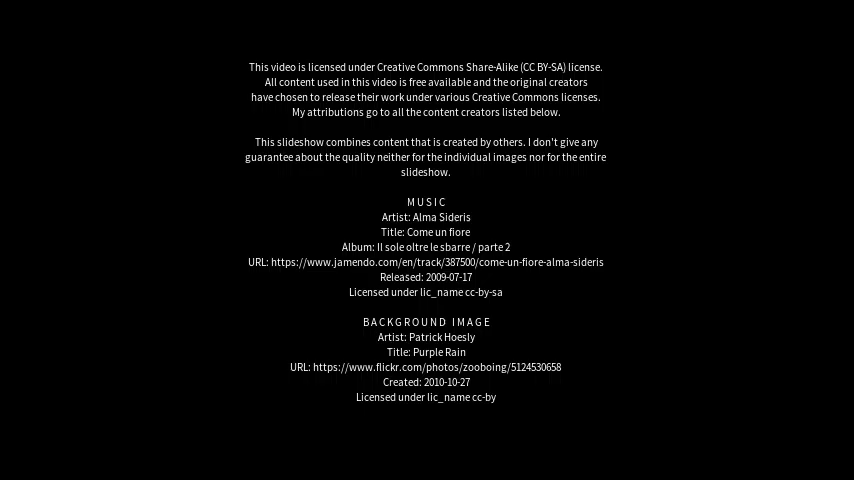 This video is licensed under Creative Commons Share-Alike (CC BY-SA) license.
All content used in this video is free available and the original creators
have chosen to release their work under various Creative Commons licenses.
My attributions go to all the content creators listed below.
This slideshow combines content that is created by others. I don't give any
guarantee about the quality neither for the individual images nor for the entire
slideshow.
MUSIC
Artist: Alma Sideris
Title: Come un fiore
Album: Il sole oltre le sbarre / parte 2
URL: https://www.jamendo.com/en/track/387500/come-un-fiore-alma-sideris
Released: 2009-07-17
Licensed under lic_name cc-by-sa
BACKGROUND IMAGE
Artist: Patrick Hoesly
Title: Purple Rain
URL: https://www.flickr.com/photos/zooboing/5124530658
Created: 2010-10-27
Licensed under lic_name cc-by